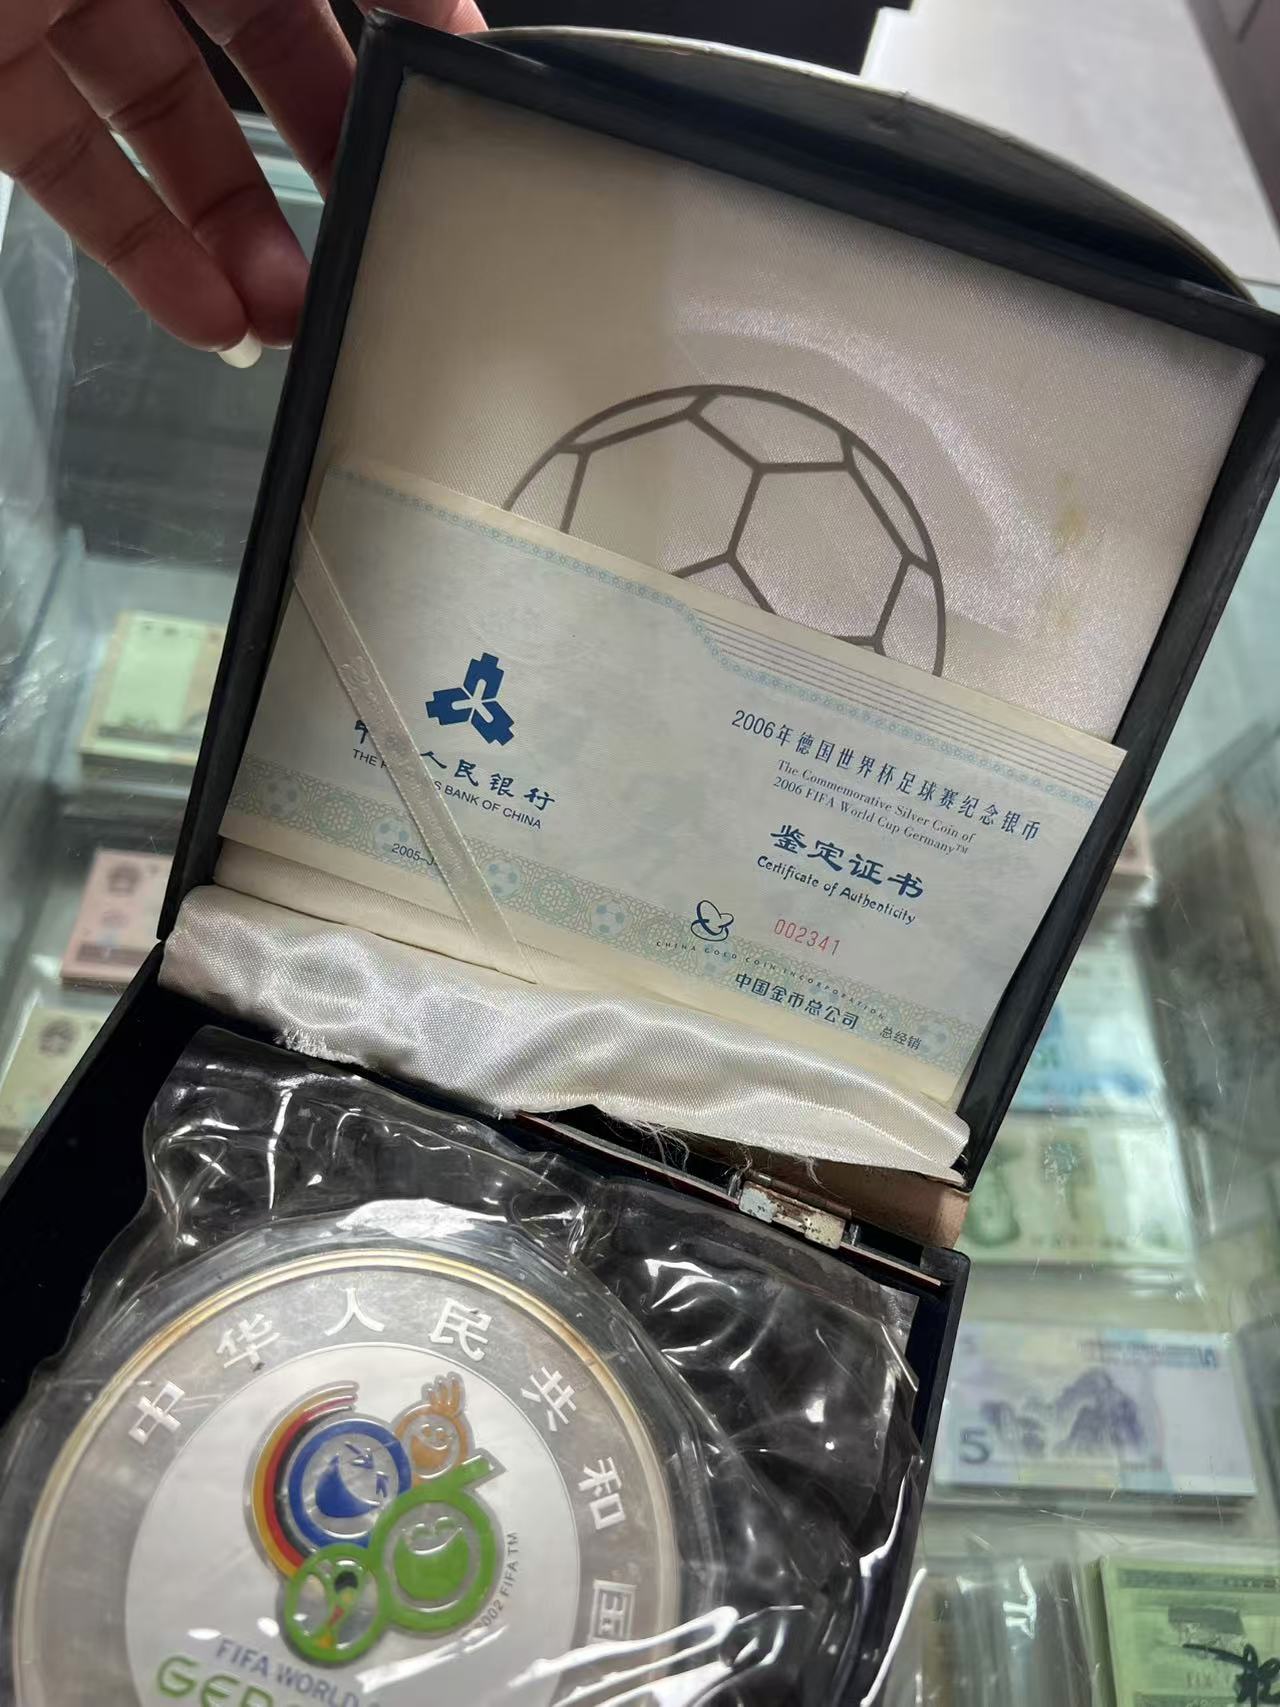 人民银行
S BANK OF CHINA
2005-J
2006年德国世界杯足球赛纪念银币
The Commemorative Silver Coin of
2006 FIFA World Cup Germany™
鉴定证书
Certificate of Authenticity
002341
CHINA GOLD COIN INCORPORATION
中国金币总公司 总经销
中华人民共和国
FIFA WORLD
GER
2002 FIFA TM
5